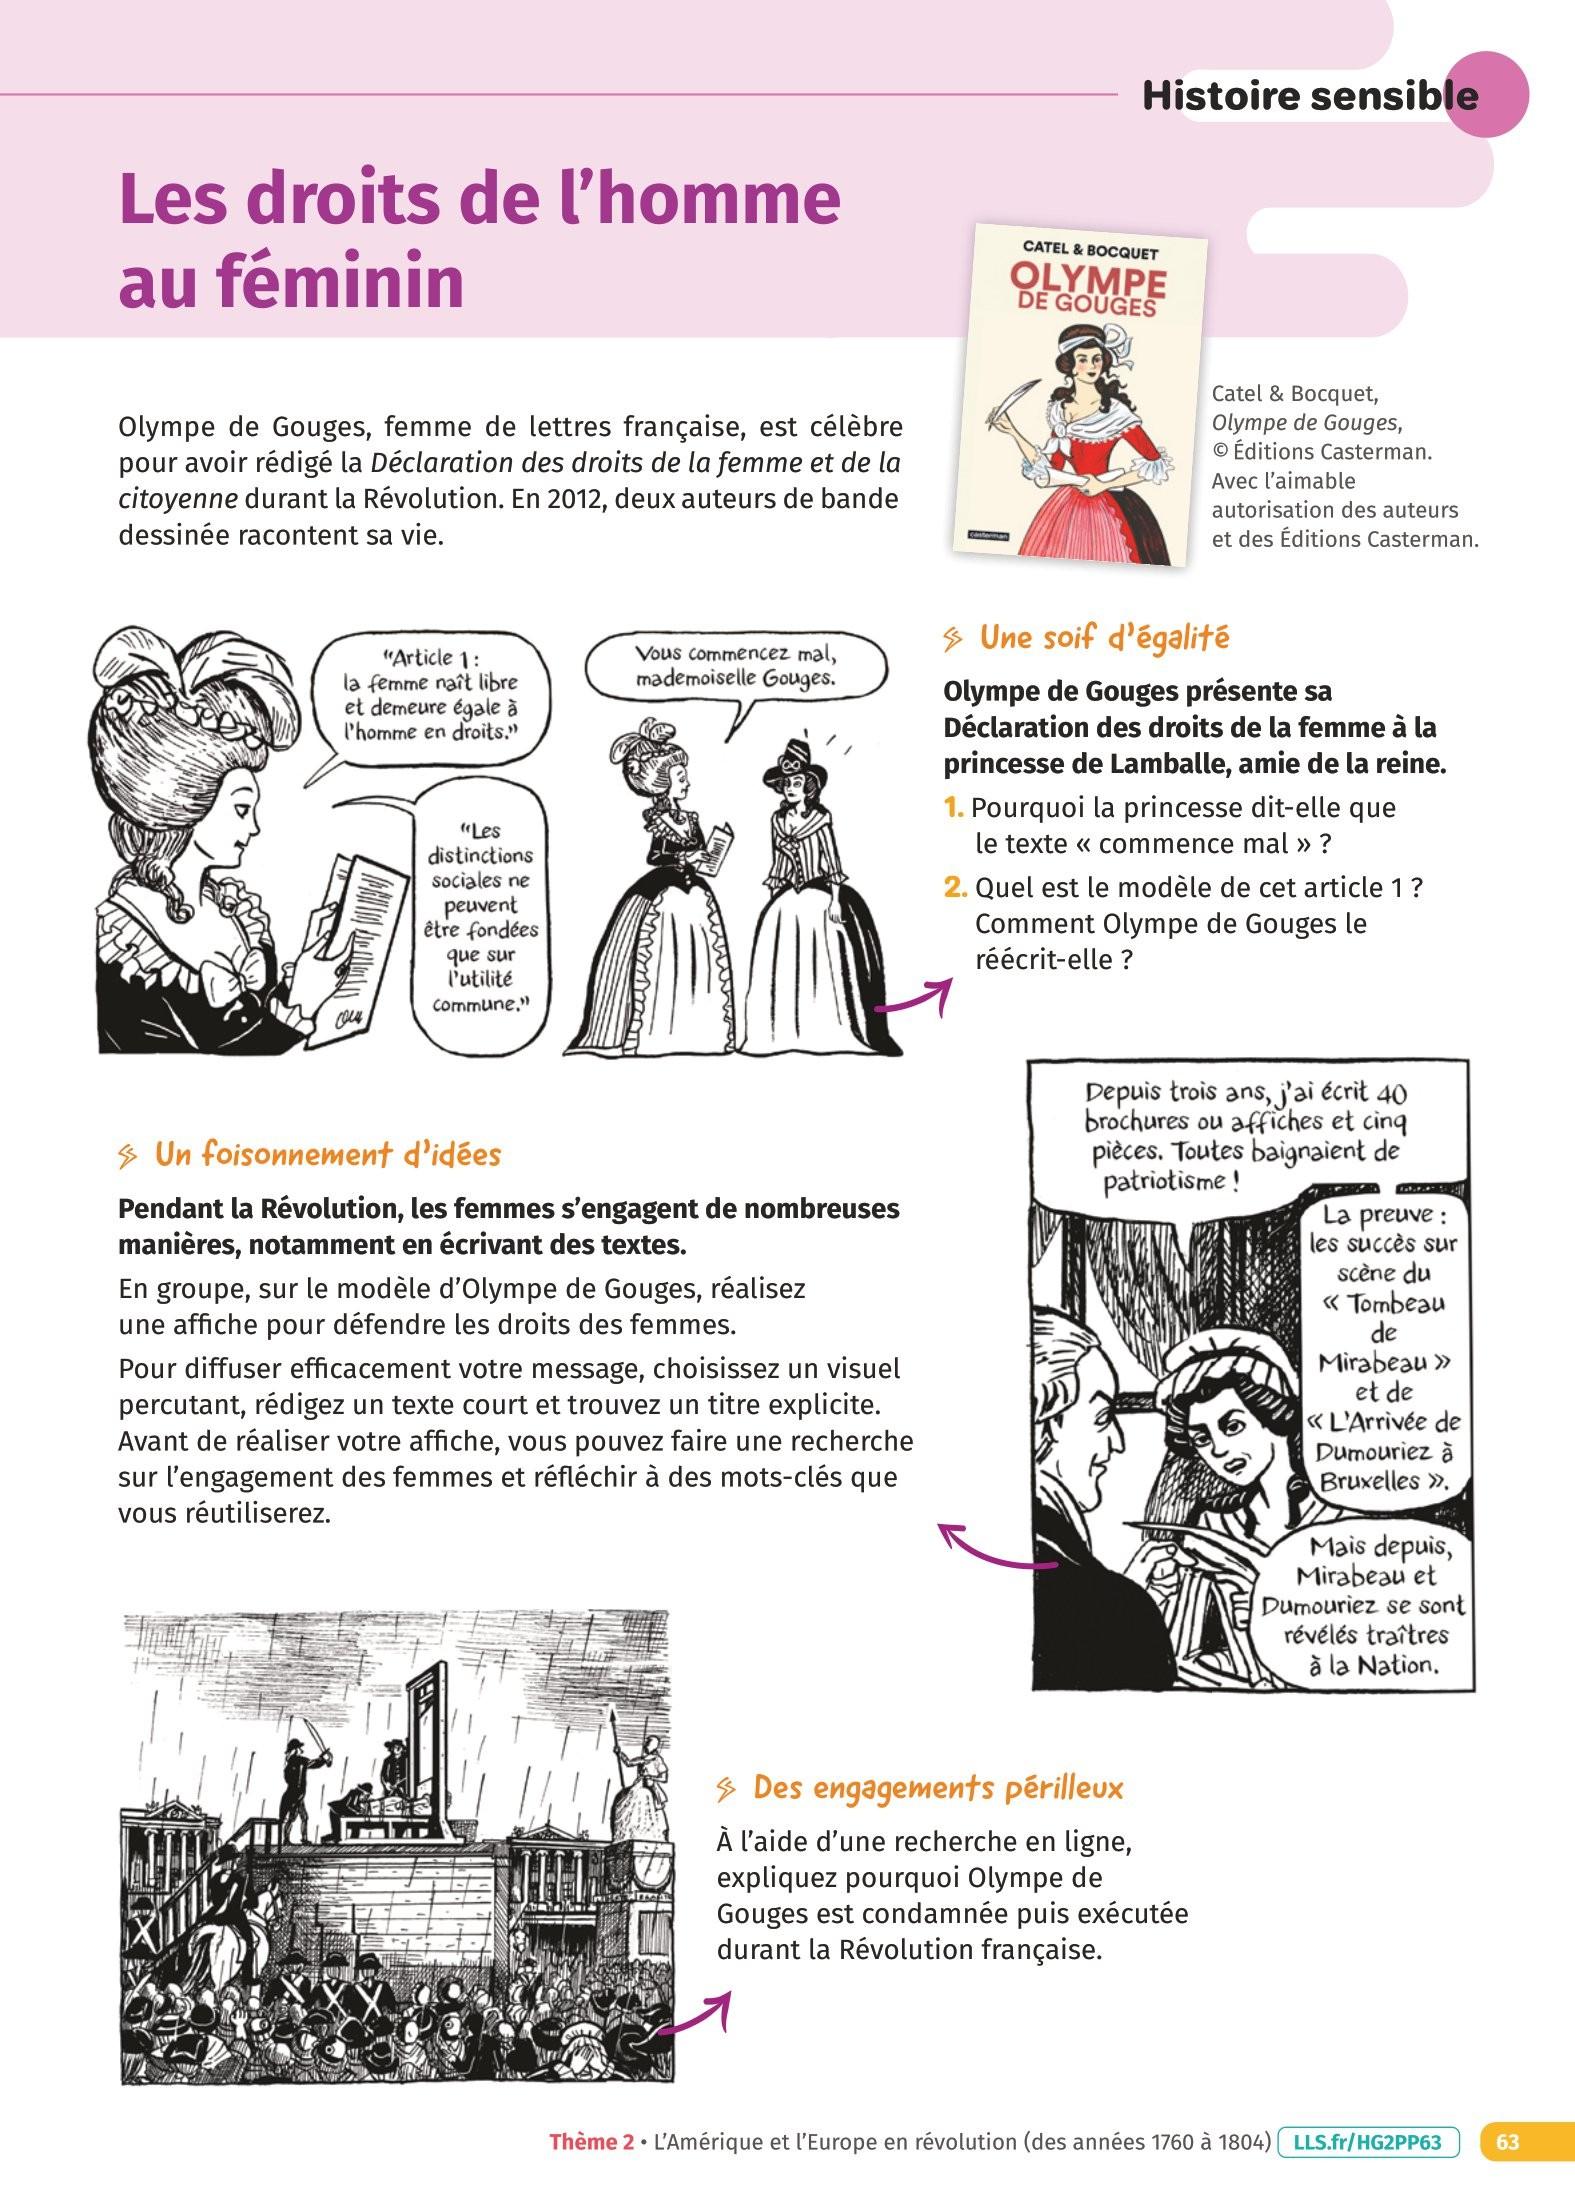 Histoire sensible
Les droits de l'homme
au féminin
CATEL & BOCQUET
OLYMPE
DE GOUGES
casterman
Catel & Bocquet,
Olympe de Gouges,
© Éditions Casterman.
Avec l'aimable
autorisation des auteurs
et des Éditions Casterman.
Olympe de Gouges, femme de lettres française, est célèbre
pour avoir rédigé la Déclaration des droits de la femme et de la
citoyenne durant la Révolution. En 2012, deux auteurs de bande
dessinée racontent sa vie.
“Article 1 :
la femme naît libre
et demeure égale à
l'homme en droits.”
“Les
distinctions
sociales ne
peuvent
être fondées
que sur
l'utilité
commune.”
Vous commencez mal,
mademoiselle Gouges.
Une soif d'égalité
Olympe de Gouges présente sa
Déclaration des droits de la femme à la
princesse de Lamballe, amie de la reine.
1. Pourquoi la princesse dit-elle que
le texte « commence mal » ?
2. Quel est le modèle de cet article 1 ?
Comment Olympe de Gouges le
réécrit-elle ?
Un foisonnement d'idées
Pendant la Révolution, les femmes s'engagent de nombreuses
manières, notamment en écrivant des textes.
En groupe, sur le modèle d'Olympe de Gouges, réalisez
une affiche pour défendre les droits des femmes.
Pour diffuser efficacement votre message, choisissez un visuel
percutant, rédigez un texte court et trouvez un titre explicite.
Avant de réaliser votre affiche, vous pouvez faire une recherche
sur l'engagement des femmes et réfléchir à des mots-clés que
vous réutiliserez.
Depuis trois ans, j'ai écrit 40
brochures ou affiches et cinq
pièces. Toutes baignaient de
patriotisme !
La preuve :
les succès sur
scène du
« Tombeau
de
Mirabeau »
et de
« L'Arrivée de
Dumouriez à
Bruxelles ».
Mais depuis,
Mirabeau et
Dumouriez se sont
révélés traîtres
à la Nation.
Des engagements périlleux
À l'aide d'une recherche en ligne,
expliquez pourquoi Olympe de
Gouges est condamnée puis exécutée
durant la Révolution française.
Thème 2 • L'Amérique et l'Europe en révolution (des années 1760 à 1804) LLS.fr/HG2PP63 63